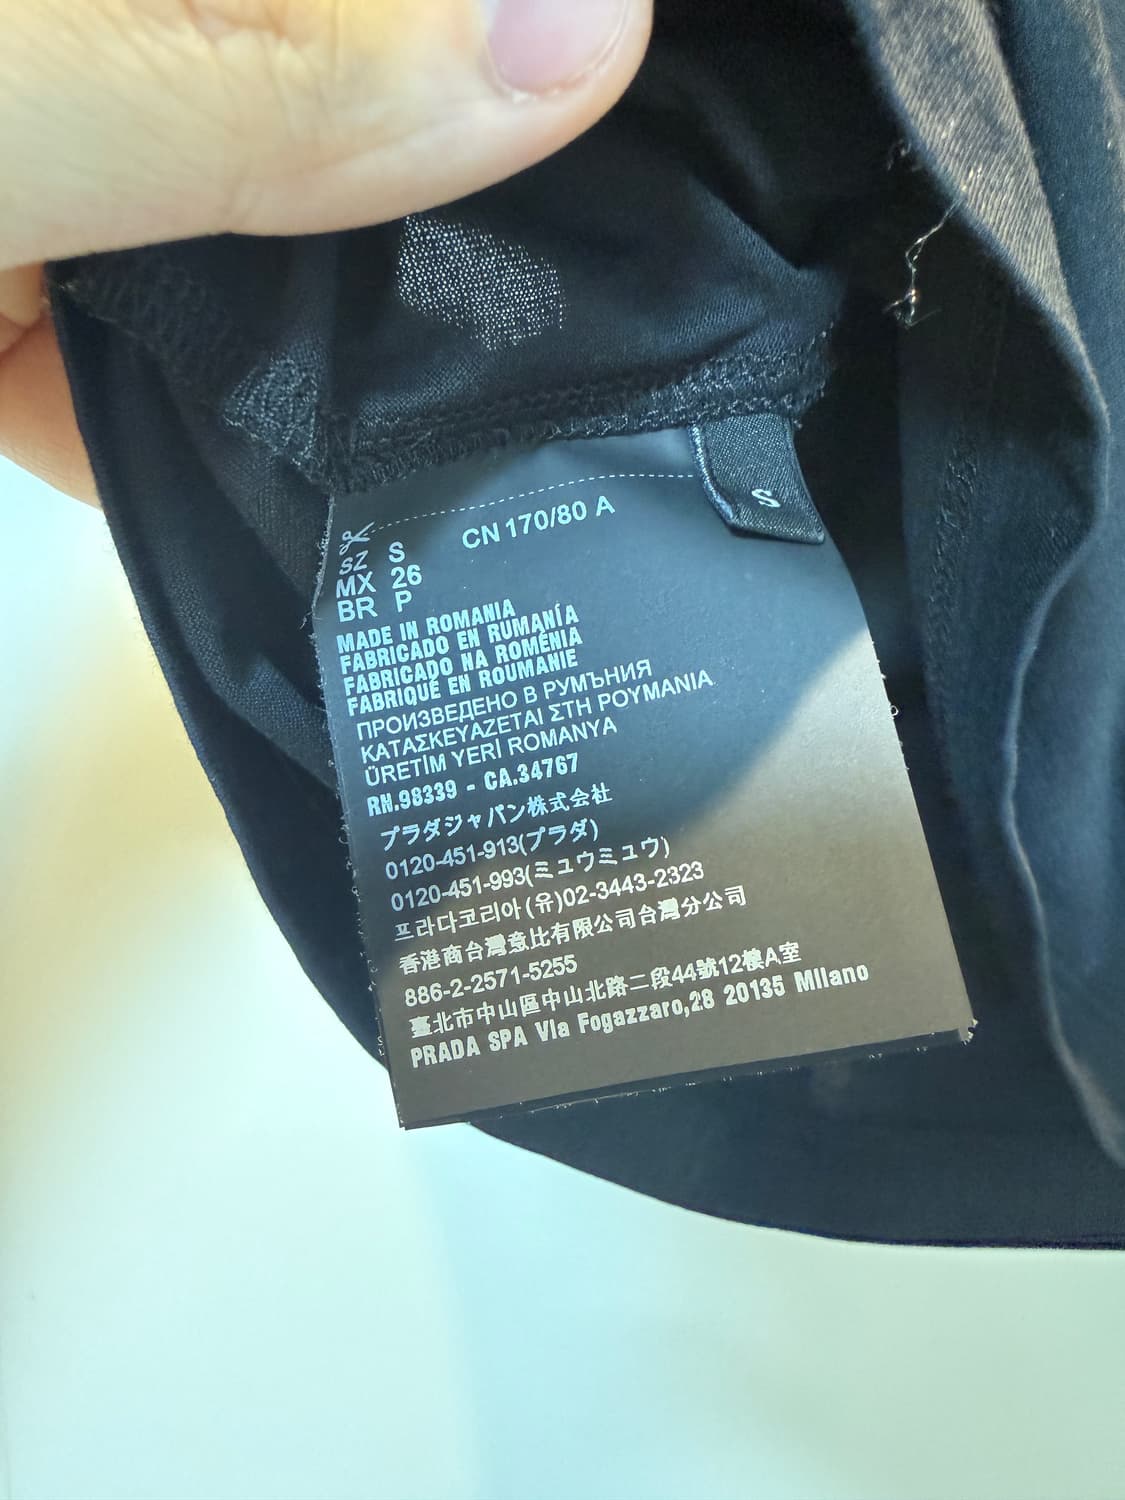 S
CN 170/80 A
SZ S
MX 26
BR P
MADE IN ROMANIA
FABRICADO EN RUMANÍA
FABRICADO NA ROMÉNIA
FABRIQUÉ EN ROUMANIE
ПРОИЗВЕДЕНО В РУМЪНИЯ
ΚΑΤΑΣΚΕΥΑΖΕΤΑΙ ΣΤΗ ΡΟΥΜΑΝΙΑ
ÜRETİM YERİ ROMANYA
RN.98339 - CA.34767
プラダジャパン株式会社
0120-451-913(プラダ)
0120-451-993(ミュウミュウ)
프라다코리아(유)02-3443-2323
香港商台灣意比有限公司台灣分公司
886-2-2571-5255
臺北市中山區中山北路二段44號12樓A室
PRADA SPA Via Fogazzaro,28 20135 Milano